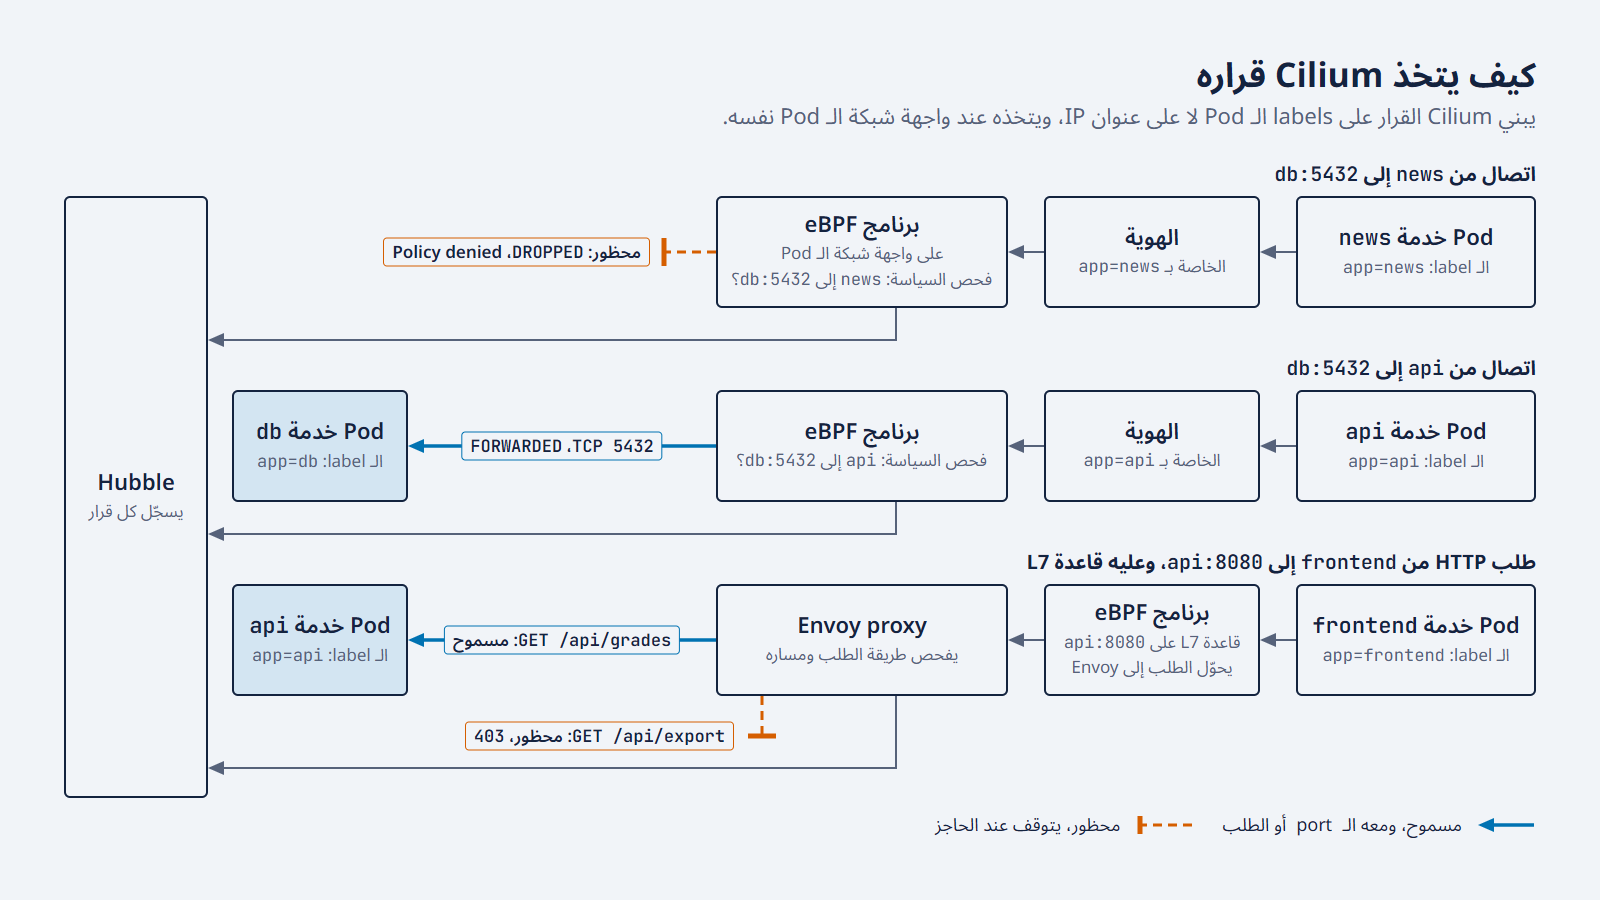 كيف يتخذ Cilium قراره
يبني Cilium القرار على labels الـ Pod لا على عنوان IP، ويتخذه عند واجهة شبكة الـ Pod نفسه.
اتصال من news إلى db:5432
Pod خدمة news
الـ label: app=news
الهوية
الخاصة بـ app=news
برنامج eBPF
على واجهة شبكة الـ Pod
فحص السياسة: news إلى db:5432؟
محظور: DROPPED، Policy denied
اتصال من api إلى db:5432
Pod خدمة api
الـ label: app=api
الهوية
الخاصة بـ app=api
برنامج eBPF
فحص السياسة: api إلى db:5432؟
FORWARDED، TCP 5432
Pod خدمة db
الـ label: app=db
Hubble
يسجّل كل قرار
طلب HTTP من frontend إلى api:8080، وعليه قاعدة L7
Pod خدمة frontend
الـ label: app=frontend
برنامج eBPF
قاعدة L7 على api:8080
يحوّل الطلب إلى Envoy
Envoy proxy
يفحص طريقة الطلب ومساره
GET /api/grades: مسموح
Pod خدمة api
الـ label: app=api
GET /api/export: محظور، 403
مسموح، ومعه الـ port أو الطلب
محظور، يتوقف عند الحاجز